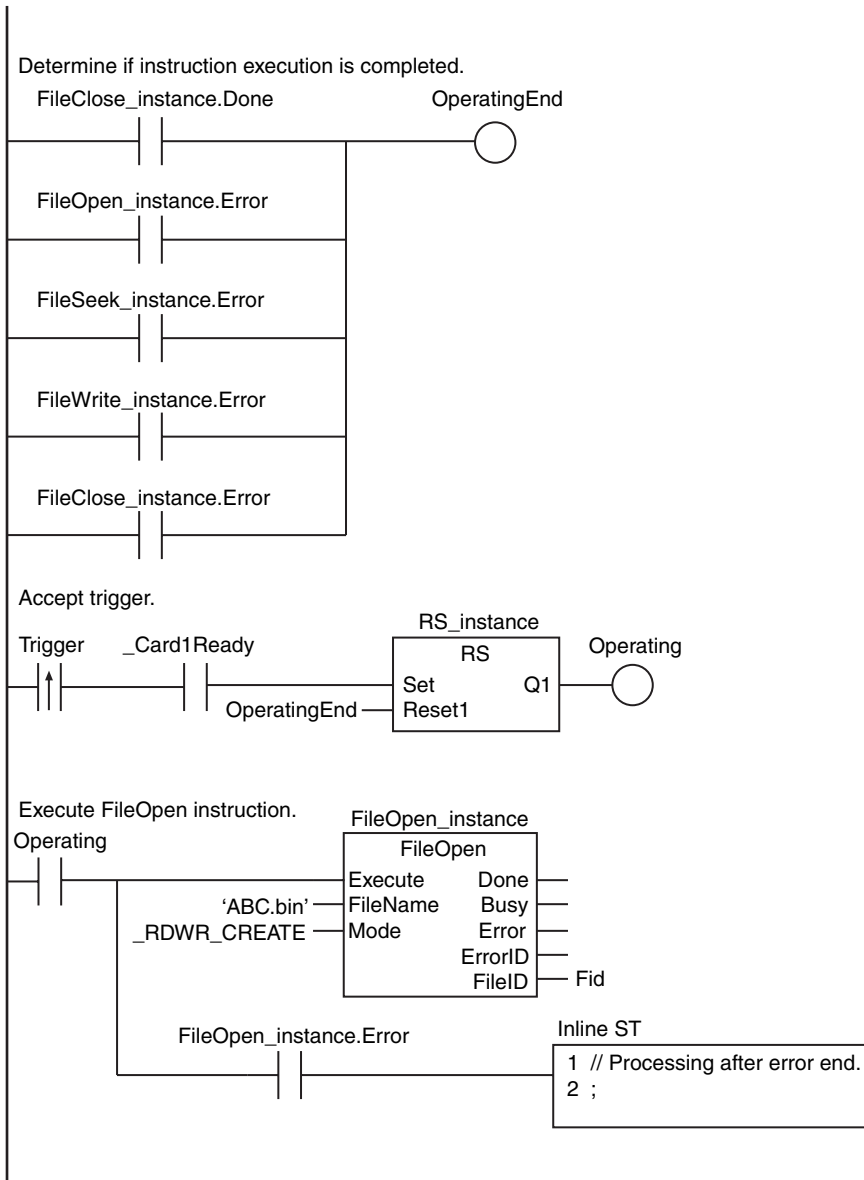 Determine if instruction execution is completed.
FileClose_instance.Done
OperatingEnd
FileOpen_instance.Error
FileSeek_instance.Error
FileWrite_instance.Error
FileClose_instance.Error
Accept trigger.
Trigger
_Card1Ready
RS_instance
RS
Operating
Set
Q1
OperatingEnd
Reset1
Execute FileOpen instruction.
Operating
FileOpen_instance
FileOpen
Execute
Done
‘ABC.bin’
FileName
Busy
_RDWR_CREATE
Mode
Error
ErrorID
FileID
Fid
FileOpen_instance.Error
Inline ST
1 // Processing after error end.
2 ;